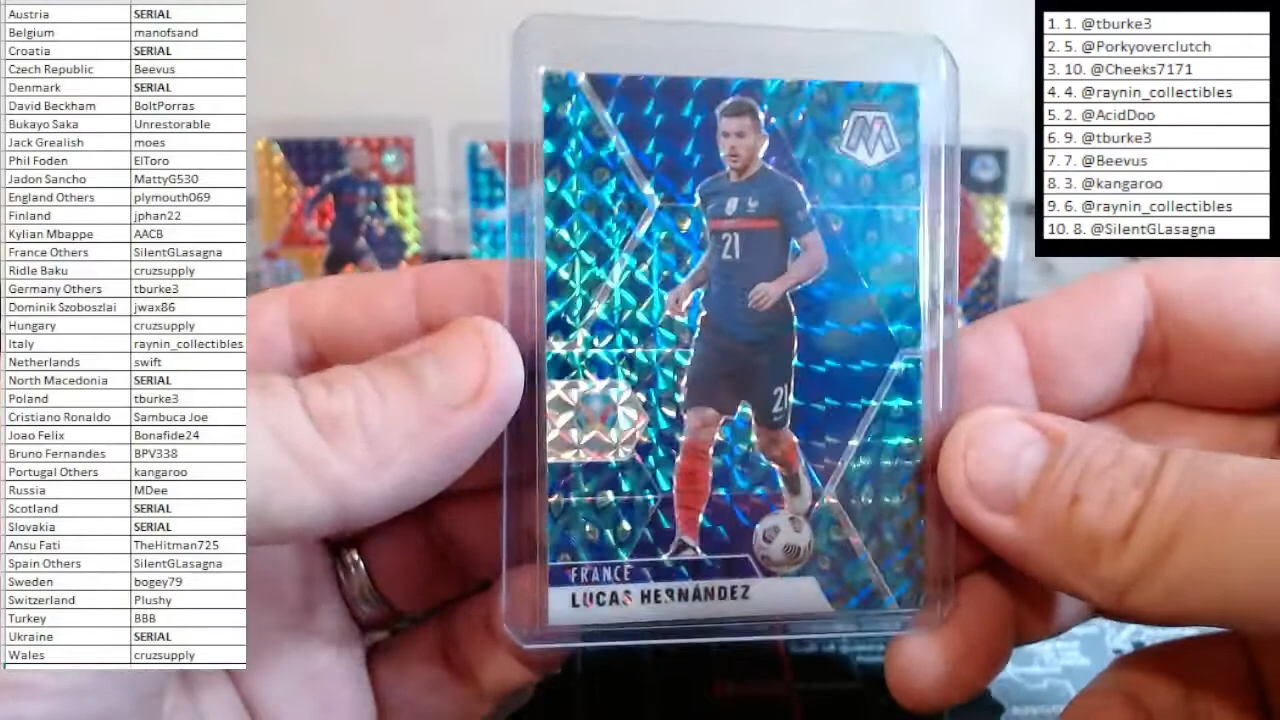 Austria SERIAL
Belgium manofsand
Croatia SERIAL
Czech Republic Beevus
Denmark SERIAL
David Beckham BoltPorras
Bukayo Saka Unrestorable
Jack Grealish moes
Phil Foden ElToro
Jadon Sancho MattyG530
England Others plymouth069
Finland jphan22
Kylian Mbappe AACB
France Others SilentGLasagna
Ridle Baku cruzsupply
Germany Others tburke3
Dominik Szoboszlai jwax86
Hungary cruzsupply
Italy raynin_collectibles
Netherlands swift
North Macedonia SERIAL
Poland tburke3
Cristiano Ronaldo Sambuca Joe
Joao Felix Bonafide24
Bruno Fernandes BPV338
Portugal Others kangaroo
Russia MDee
Scotland SERIAL
Slovakia SERIAL
Ansu Fati TheHitman725
Spain Others SilentGLasagna
Sweden bogey79
Switzerland Plushy
Turkey BBB
Ukraine SERIAL
Wales cruzsupply
M
21
21
FRANCE
LUCAS HERNÁNDEZ
1. 1. @tburke3
2. 5. @Porkyoverclutch
3. 10. @Cheeks7171
4. 4. @raynin_collectibles
5. 2. @AcidDoo
6. 9. @tburke3
7. 7. @Beevus
8. 3. @kangaroo
9. 6. @raynin_collectibles
10. 8. @SilentGLasagna